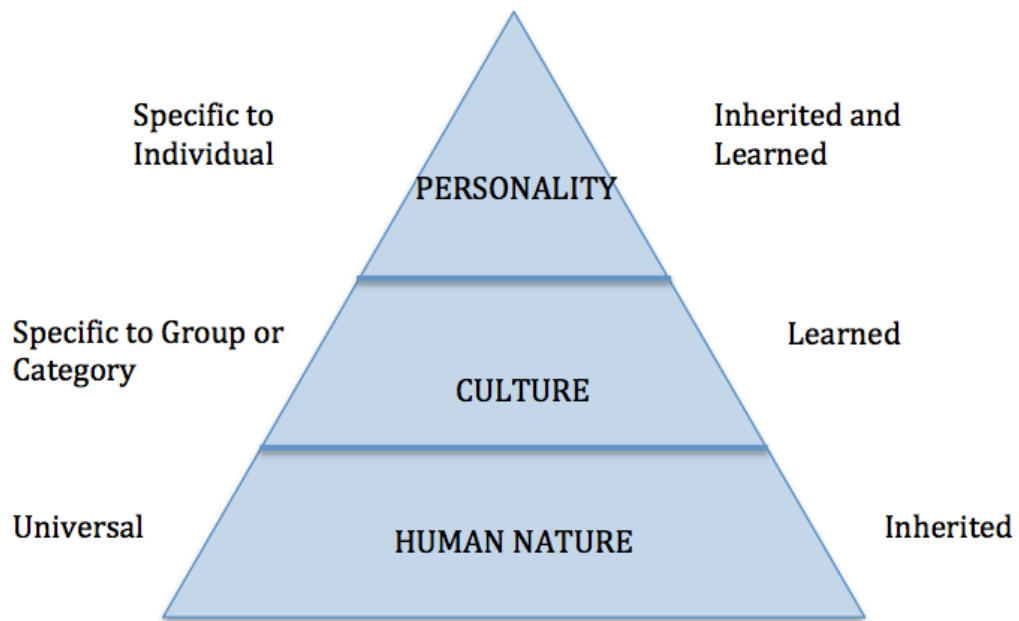 Specific to
Individual
Inherited and
Learned
PERSONALITY
Specific to Group or
Category
Learned
CULTURE
Universal
Inherited
HUMAN NATURE